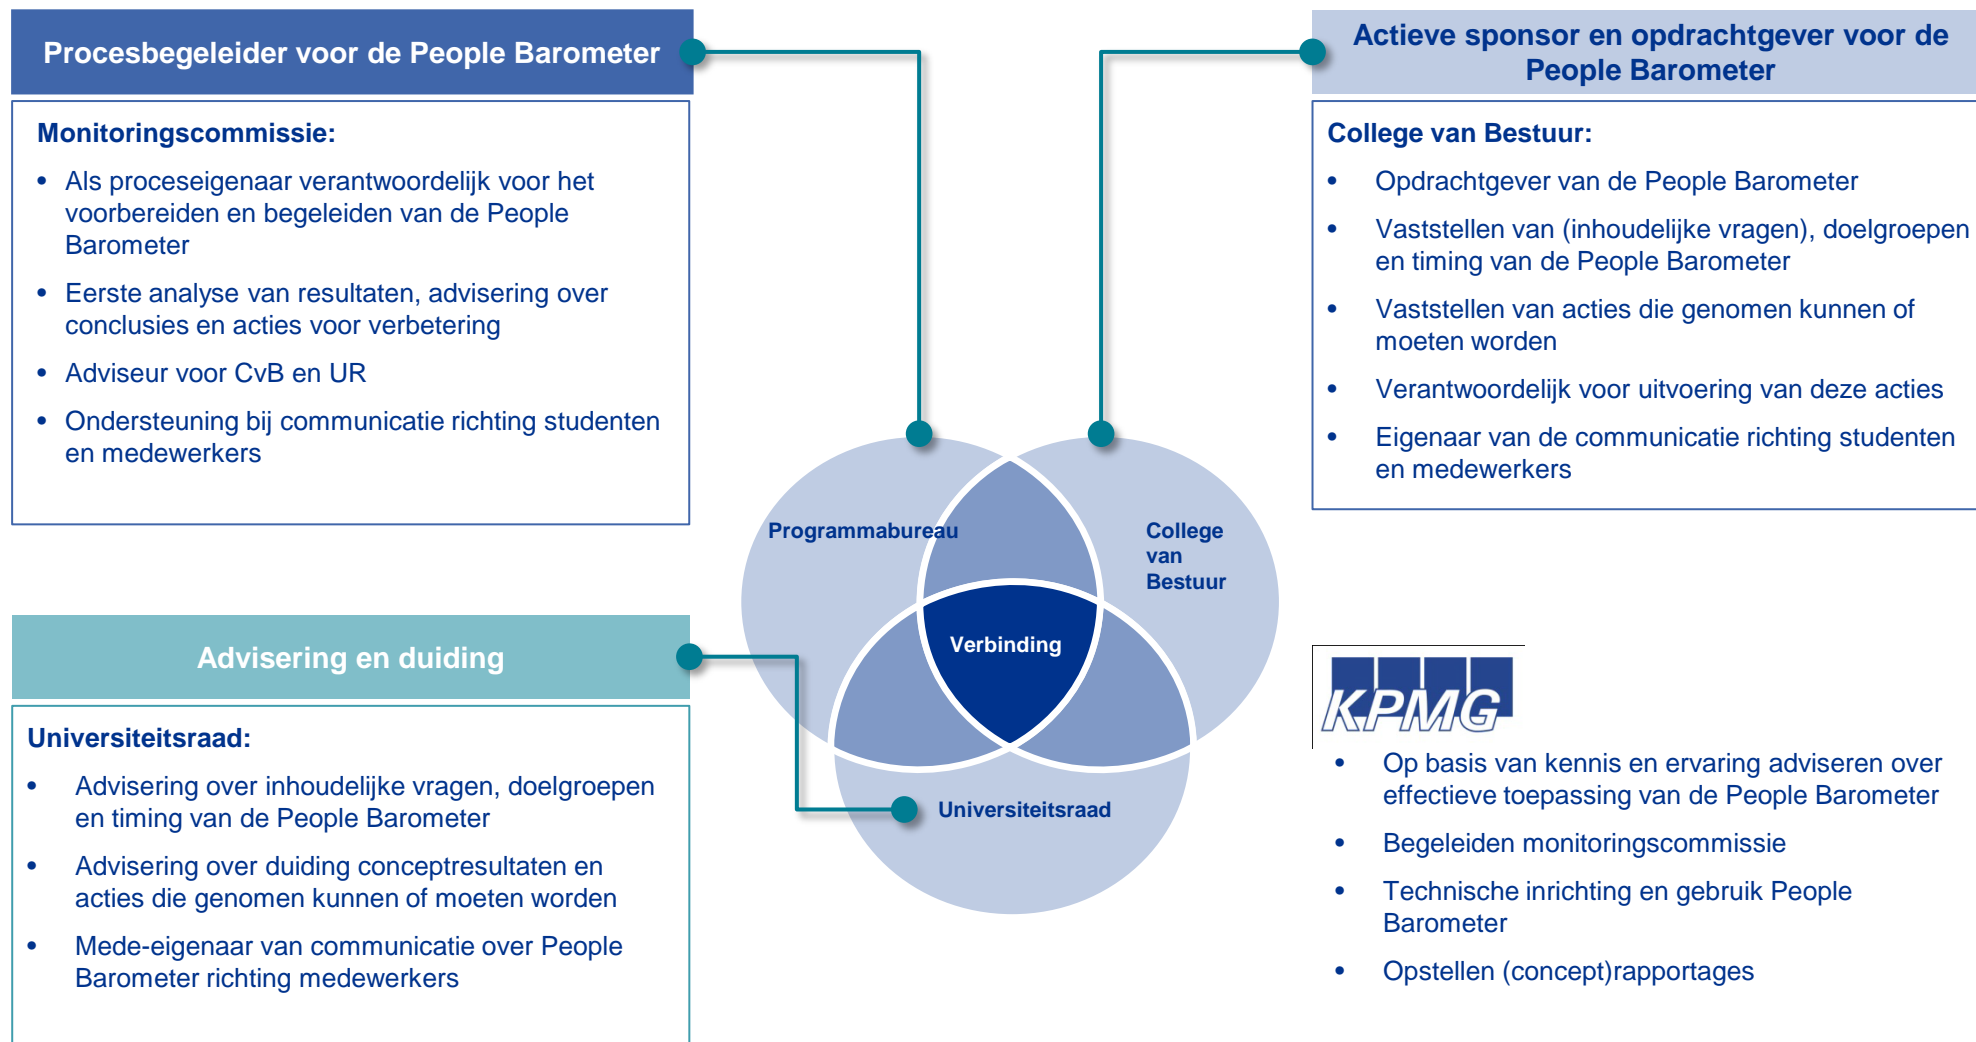 Procesbegeleider voor de People Barometer
Monitoringscommissie:
• Als proceseigenaar verantwoordelijk voor het
voorbereiden en begeleiden van de People
Barometer
• Eerste analyse van resultaten, advisering over
conclusies en acties voor verbetering
• Adviseur voor CvB en UR
• Ondersteuning bij communicatie richting studenten
en medewerkers
Actieve sponsor en opdrachtgever voor de
People Barometer
College van Bestuur:
• Opdrachtgever van de People Barometer
• Vaststellen van (inhoudelijke vragen), doelgroepen
en timing van de People Barometer
• Vaststellen van acties die genomen kunnen of
moeten worden
• Verantwoordelijk voor uitvoering van deze acties
• Eigenaar van de communicatie richting studenten
en medewerkers
Programmabureau
College
van
Bestuur
Verbinding
Universiteitsraad
Advisering en duiding
Universiteitsraad:
• Advisering over inhoudelijke vragen, doelgroepen
en timing van de People Barometer
• Advisering over duiding conceptresultaten en
acties die genomen kunnen of moeten worden
• Mede-eigenaar van communicatie over People
Barometer richting medewerkers
KPMG
• Op basis van kennis en ervaring adviseren over
effectieve toepassing van de People Barometer
• Begeleiden monitoringscommissie
• Technische inrichting en gebruik People
Barometer
• Opstellen (concept)rapportages